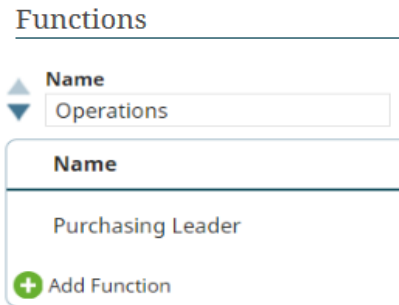 Functions
Name
Operations
Name
Purchasing Leader
Add Function